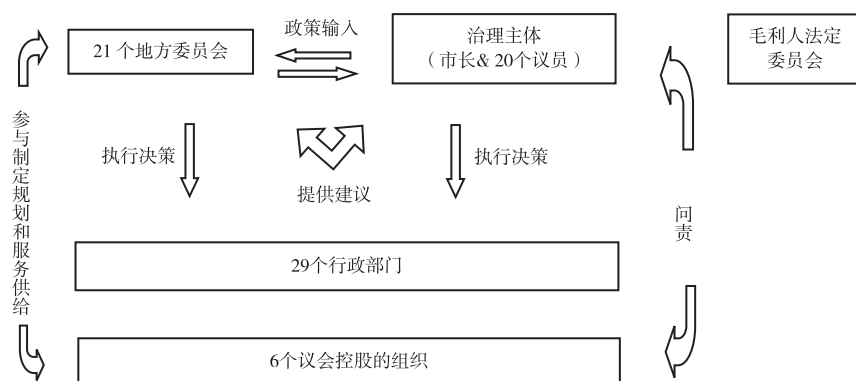 政策输入
21 个地方委员会
治理主体
（市长& 20个议员）
毛利人法定
委员会
执行决策
执行决策
提供建议
参与制定规划和服务供给
问责
29个行政部门
6个议会控股的组织